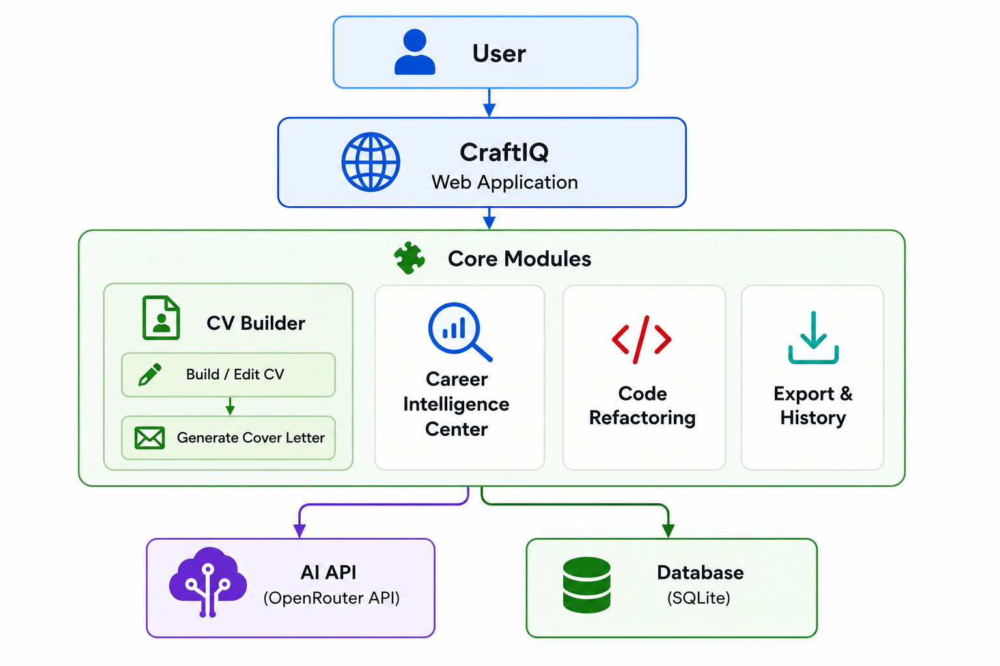 User
CraftIQ
Web Application
Core Modules
CV Builder
Build / Edit CV
Generate Cover Letter
Career
Intelligence
Center
Code
Refactoring
Export &
History
AI API
(OpenRouter API)
Database
(SQLite)